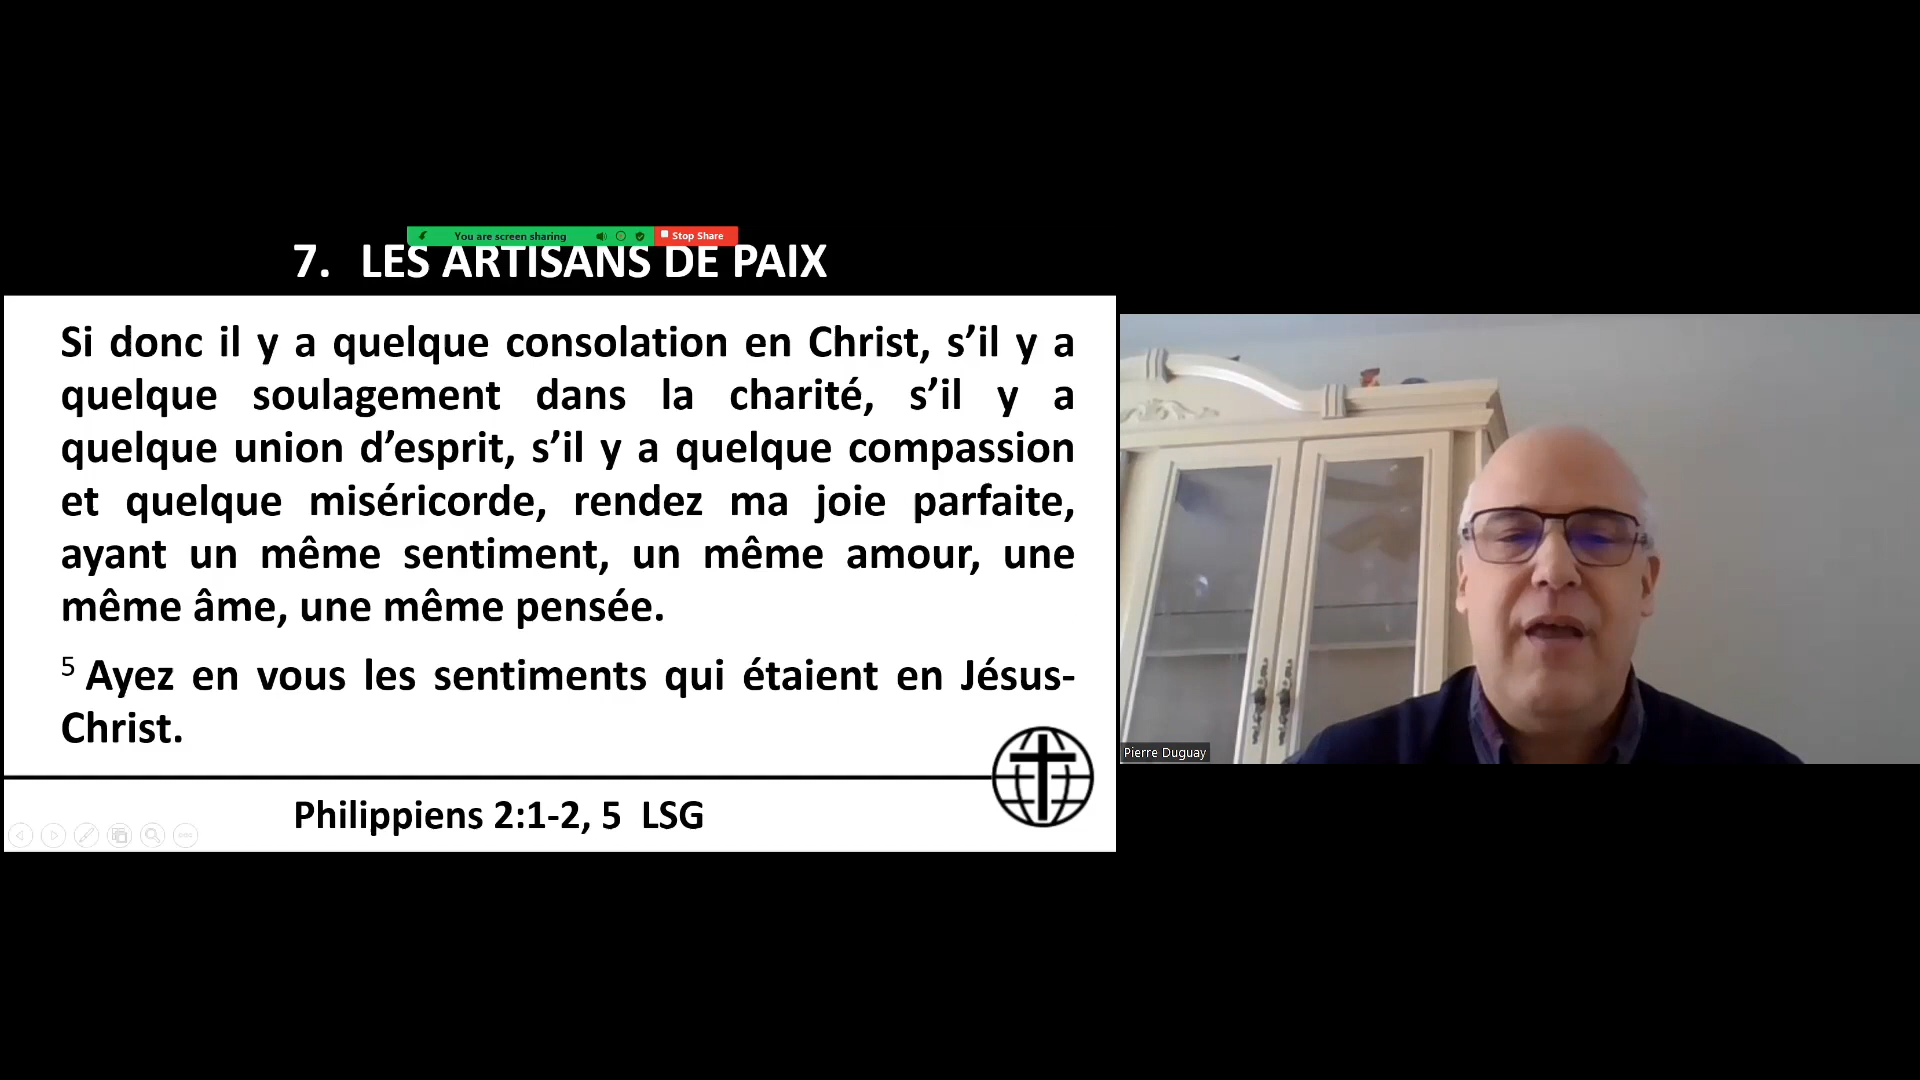 You are screen sharing
Stop Share
7. LES ARTISANS DE PAIX
Si donc il y a quelque consolation en Christ, s’il y a
quelque soulagement dans la charité, s’il y a
quelque union d’esprit, s’il y a quelque compassion
et quelque miséricorde, rendez ma joie parfaite,
ayant un même sentiment, un même amour, une
même âme, une même pensée.
5 Ayez en vous les sentiments qui étaient en Jésus-
Christ.
Philippiens 2:1-2, 5 LSG
Pierre Duguay